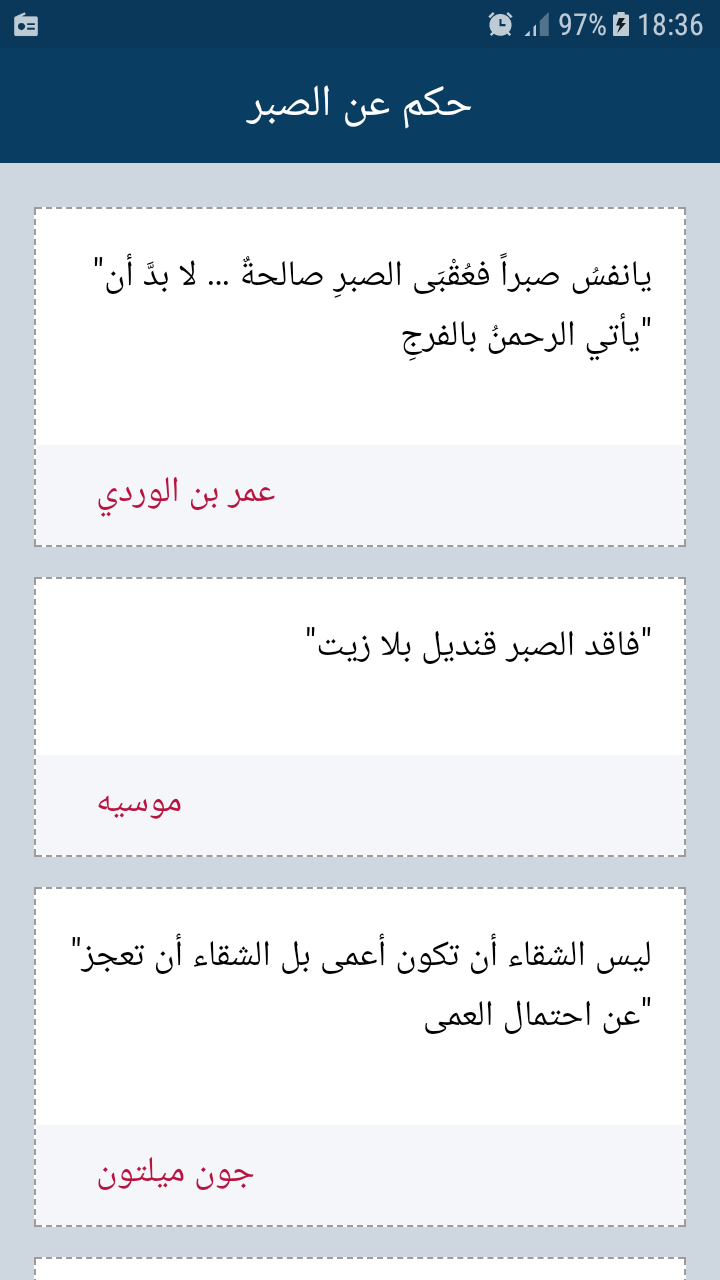 97% 18:36
حكم عن الصبر
يانفسُ صبراً فعُقْبَى الصبرِ صالحةٌ ... لا بدَّ أن"
"يأتي الرحمنُ بالفرجِ
عمر بن الوردي
"فاقد الصبر قنديل بلا زيت"
موسيه
ليس الشقاء أن تكون أعمى بل الشقاء أن تعجز"
"عن احتمال العمى
جون ميلتون